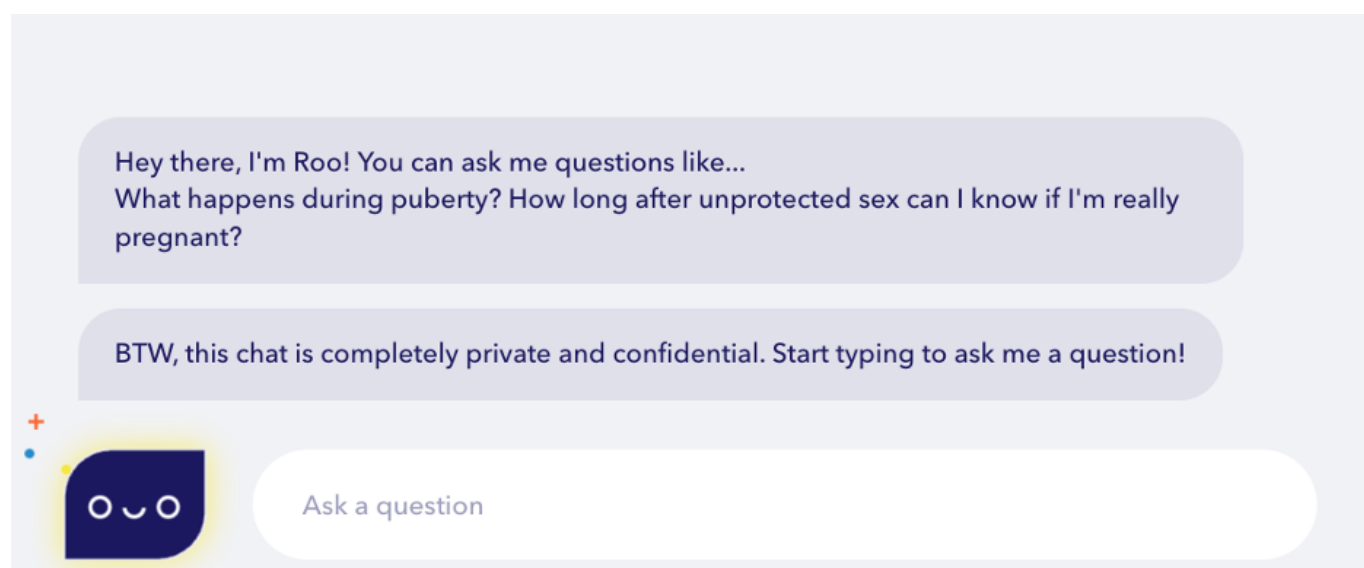 Hey there, I'm Roo! You can ask me questions like...
What happens during puberty? How long after unprotected sex can I know if I'm really
pregnant?
BTW, this chat is completely private and confidential. Start typing to ask me a question!
Ask a question